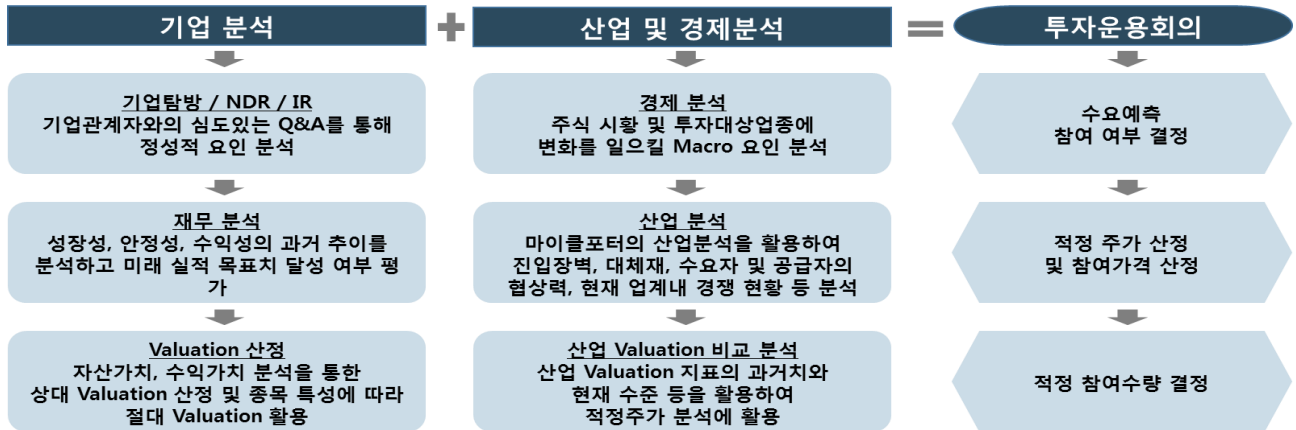 기업 분석
기업탐방 / NDR / IR
기업관계자와의 심도있는 Q&A를 통해
정성적 요인 분석
재무 분석
성장성, 안정성, 수익성의 과거 추이를
분석하고 미래 실적 목표치 달성 여부 평
가
Valuation 산정
자산가치, 수익가치 분석을 통한
상대 Valuation 산정 및 종목 특성에 따라
절대 Valuation 활용
+
산업 및 경제분석
경제 분석
주식 시황 및 투자대상업종에
변화를 일으킬 Macro 요인 분석
산업 분석
마이클포터의 산업분석을 활용하여
진입장벽, 대체재, 수요자 및 공급자의
협상력, 현재 업계내 경쟁 현황 등 분석
산업 Valuation 비교 분석
산업 Valuation 지표의 과거치와
현재 수준 등을 활용하여
적정주가 분석에 활용
=
투자운용회의
수요예측
참여 여부 결정
적정 주가 산정
및 참여가격 산정
적정 참여수량 결정